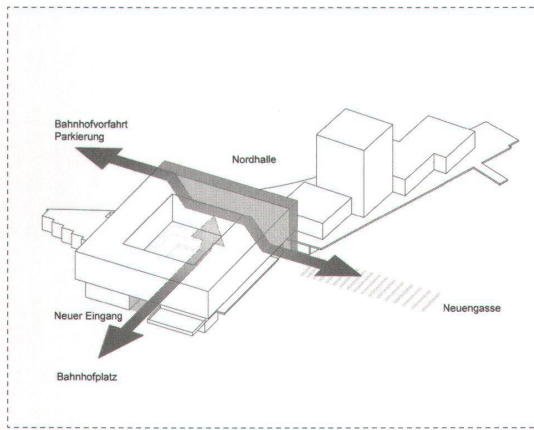 Bahnhofvorfahrt
Parkierung
Nordhalle
Neuer Eingang
Neuengasse
Bahnhofplatz